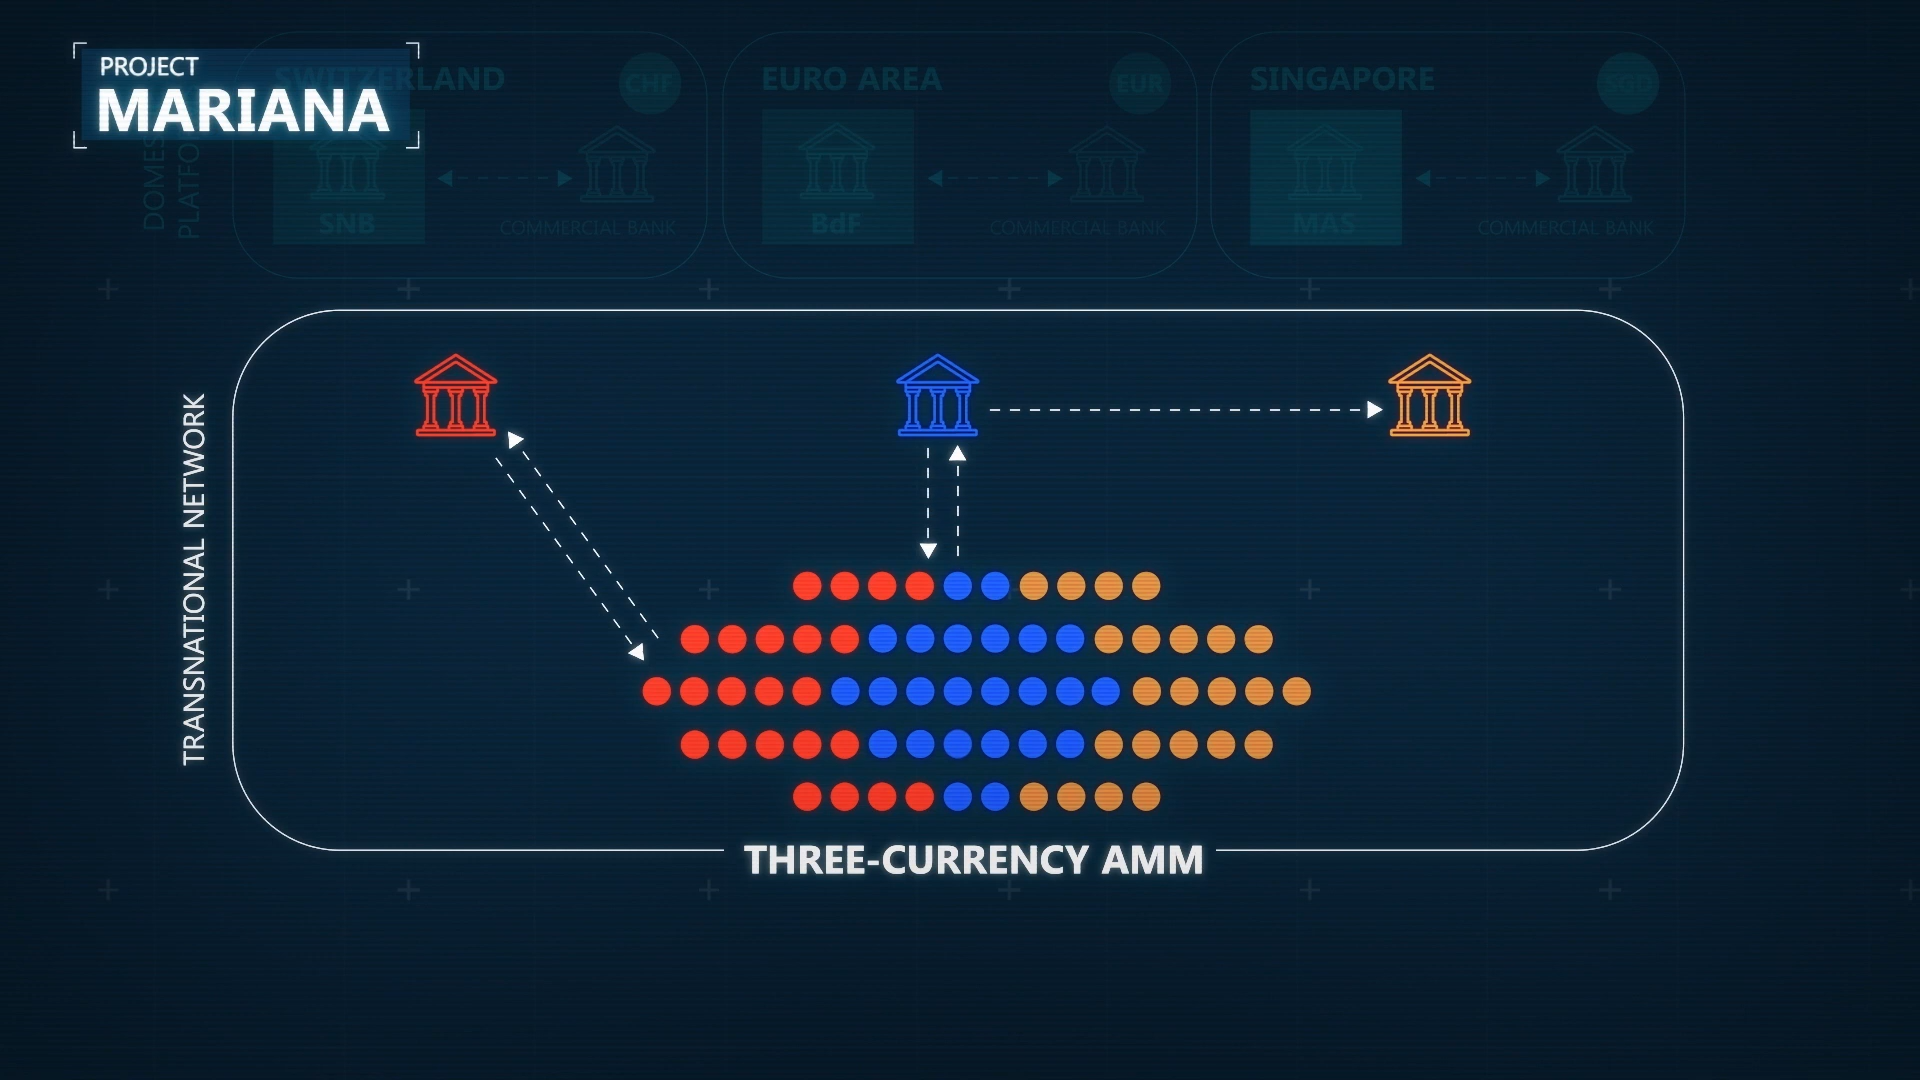 PROJECT
MARIANA
SWITZERLAND
CHF
EURO AREA
EUR
SINGAPORE
SGD
SNB
COMMERCIAL BANK
BdF
COMMERCIAL BANK
MAS
COMMERCIAL BANK
TRANSNATIONAL NETWORK
THREE-CURRENCY AMM